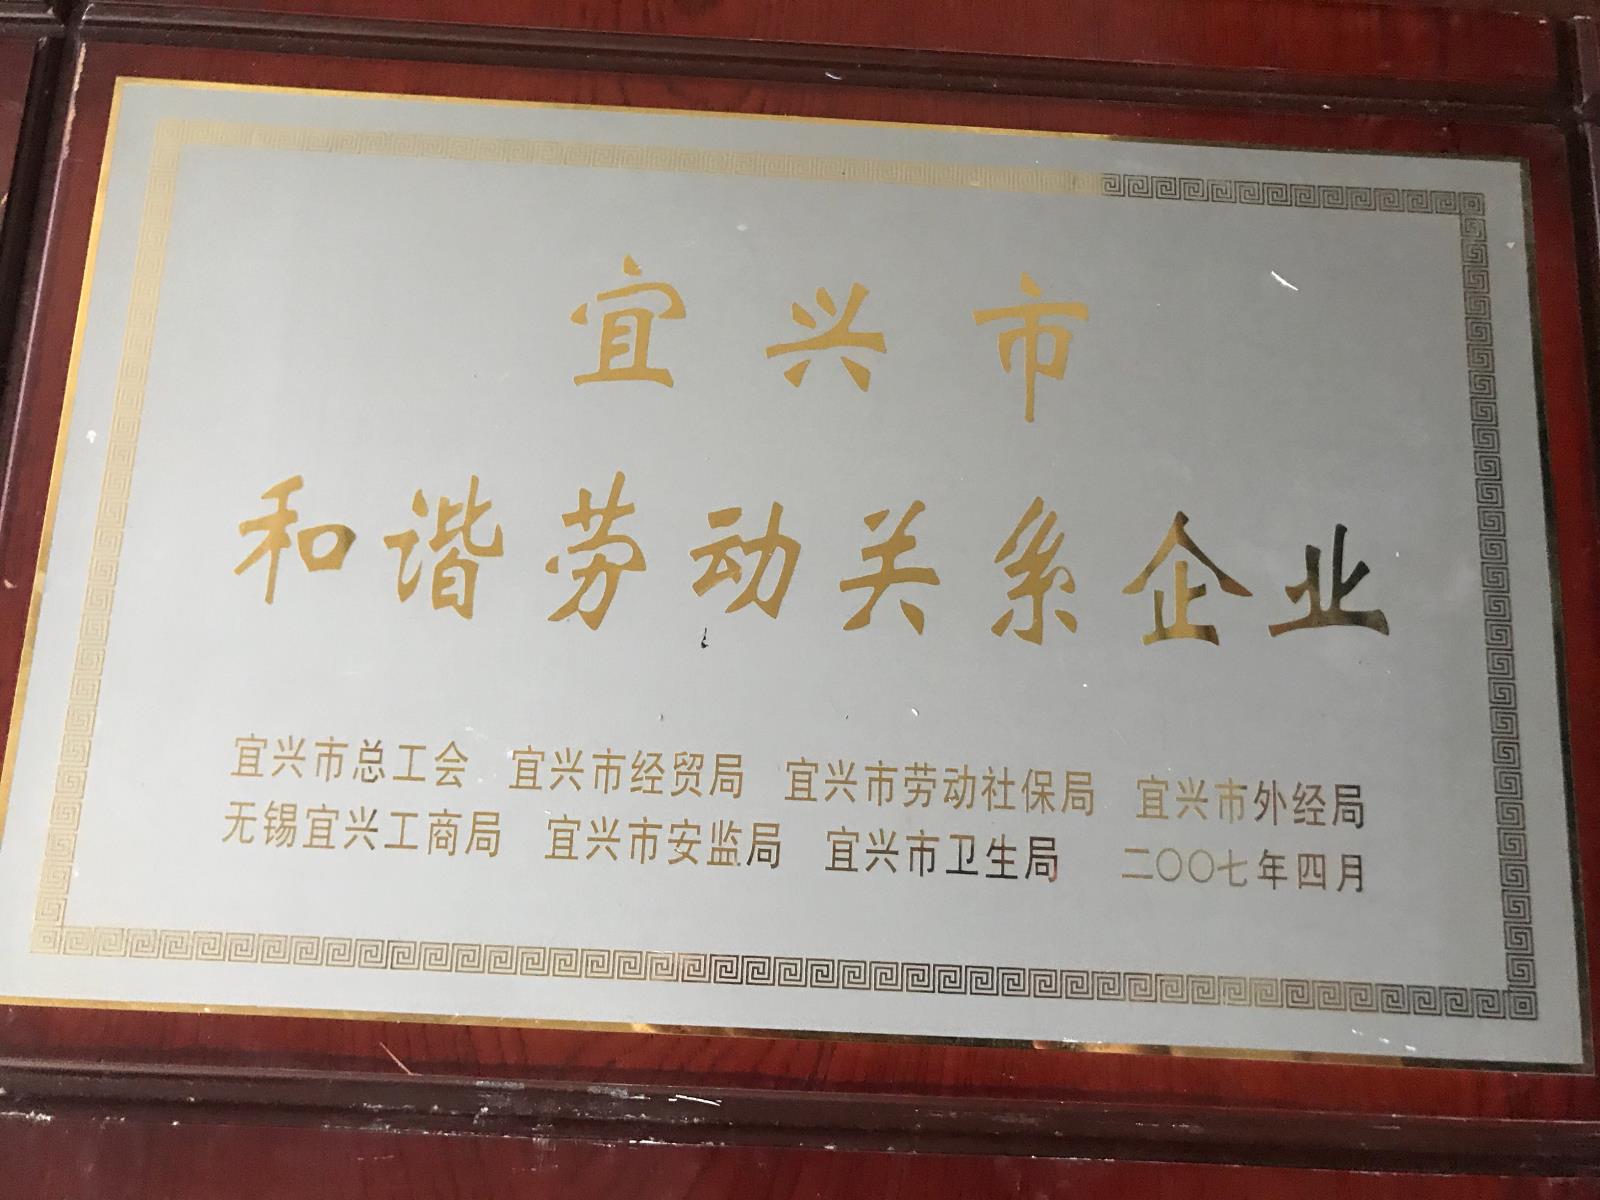 宜兴市
和谐劳动关系企业
宜兴市总工会 宜兴市经贸局 宜兴市劳动社保局 宜兴市外经局
无锡宜兴工商局 宜兴市安监局 宜兴市卫生局 二〇〇七年四月